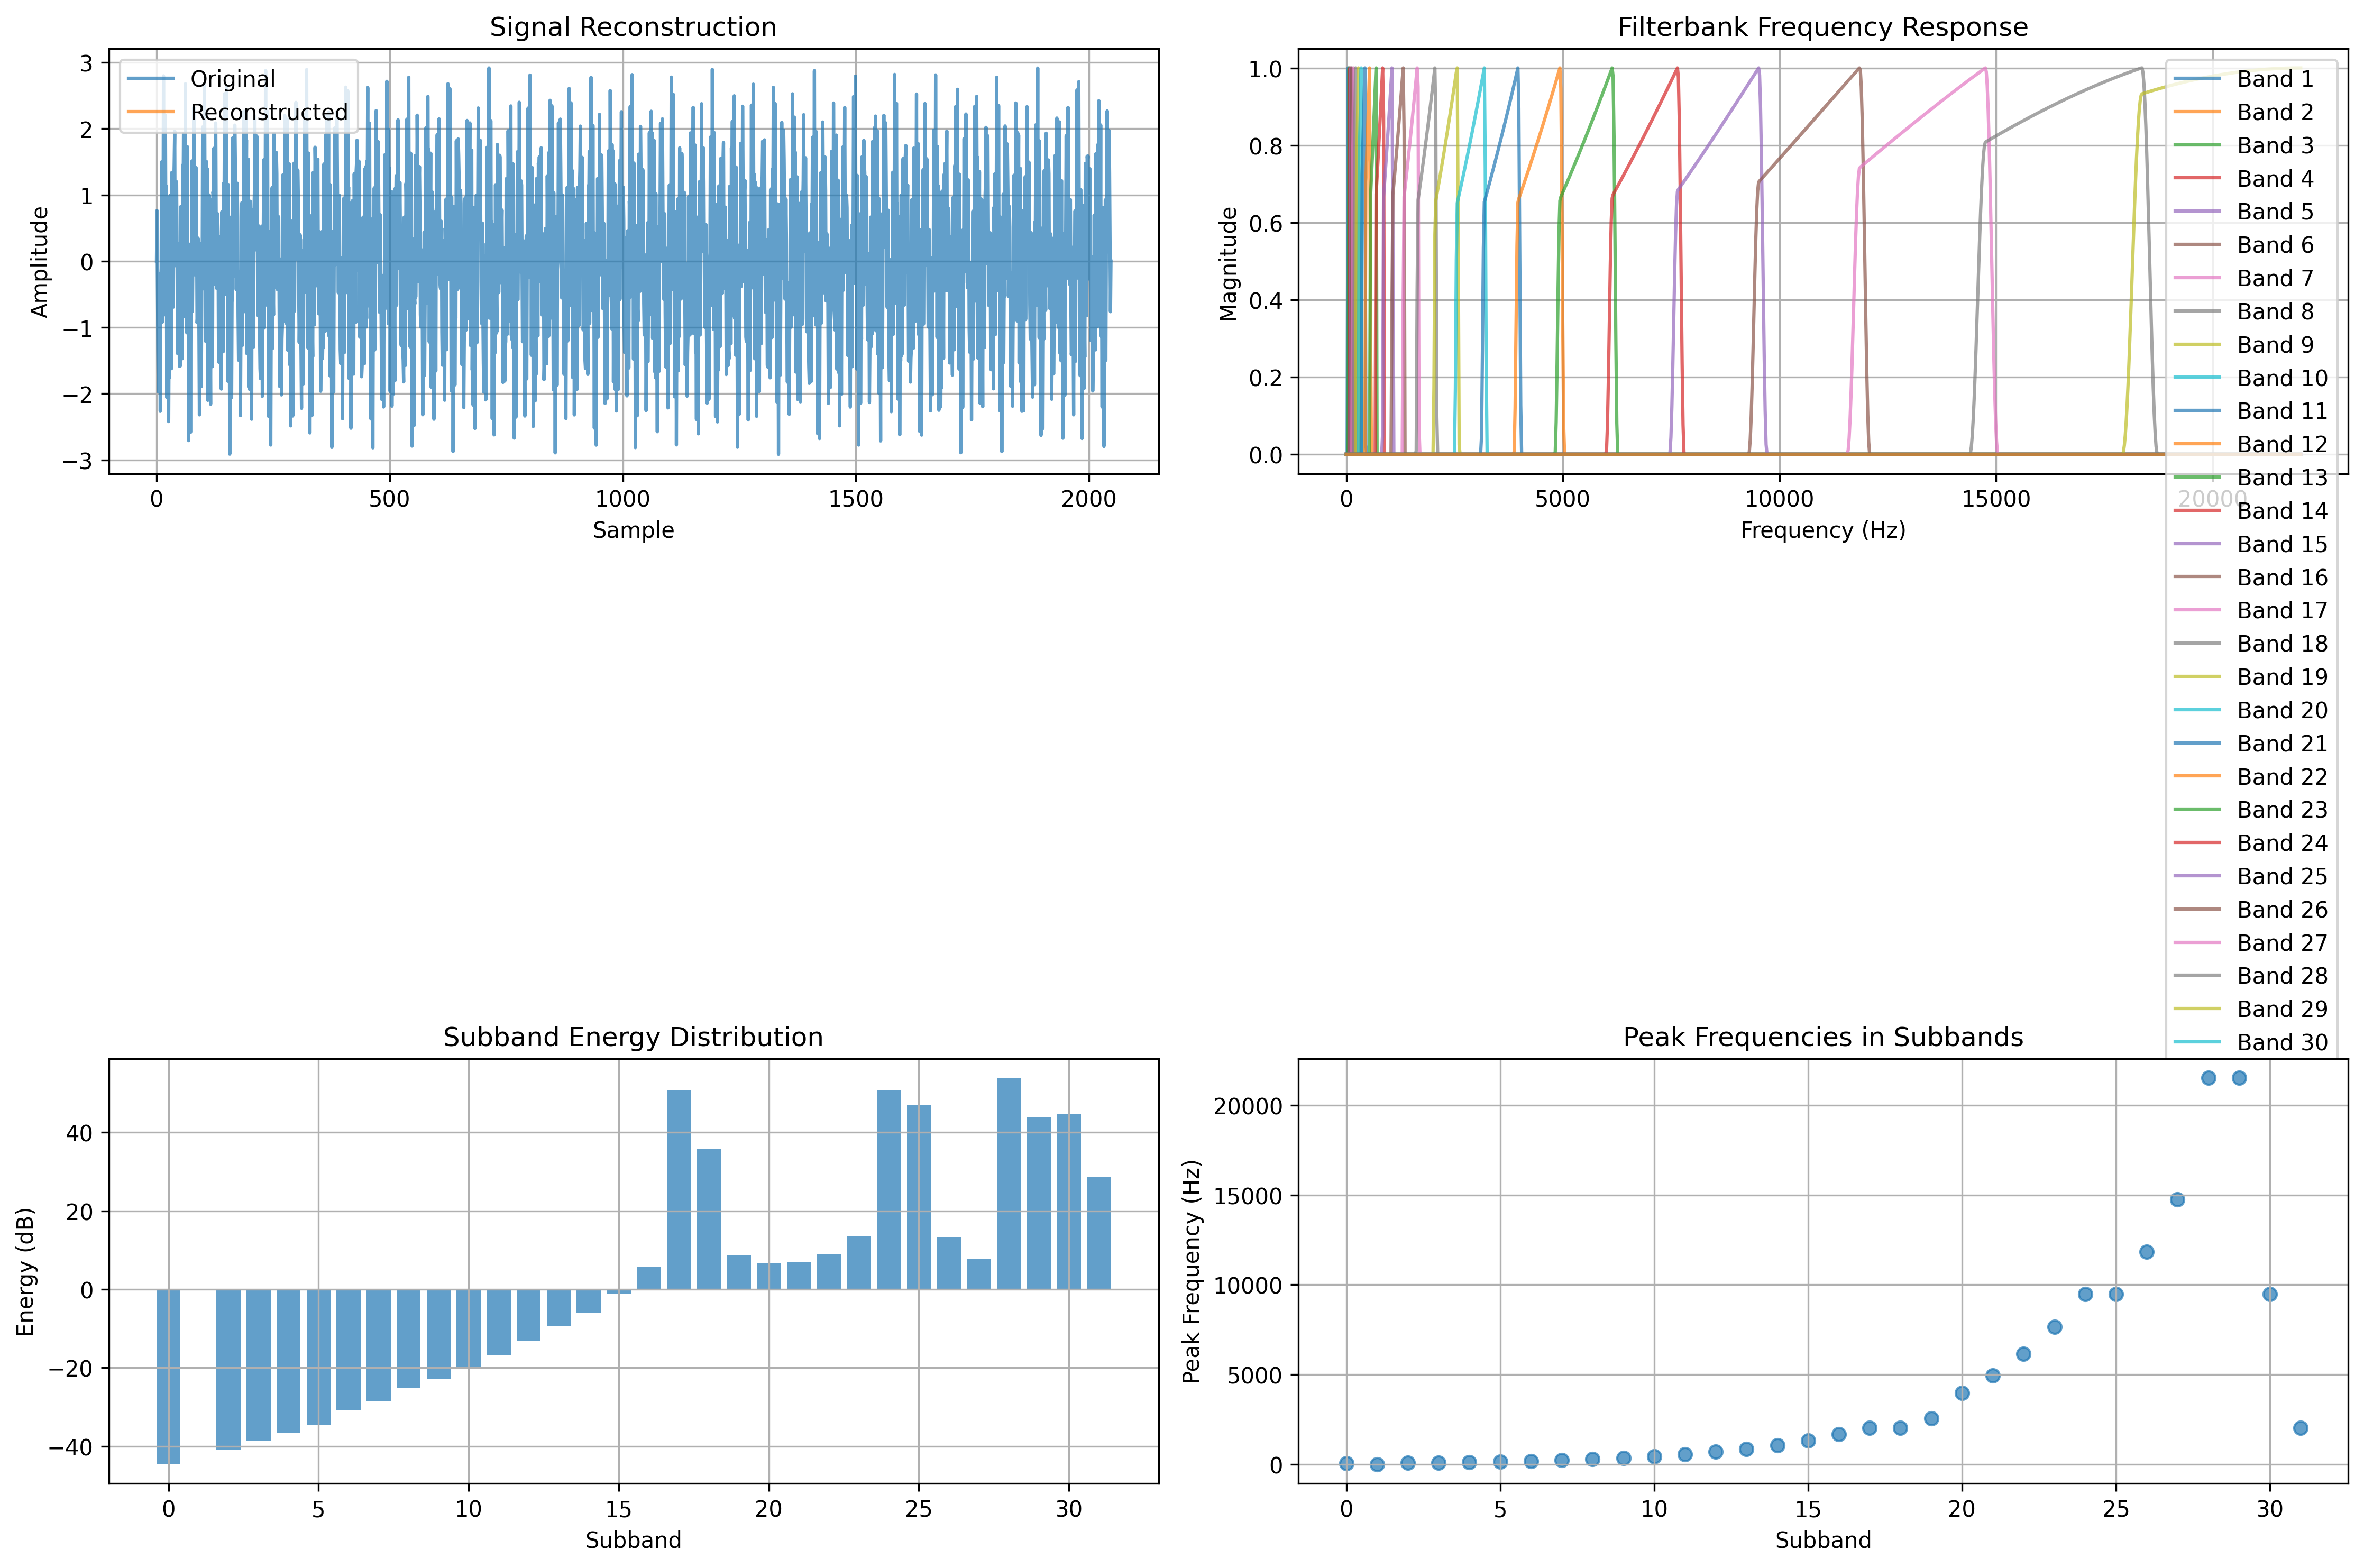 Signal Reconstruction
Original
Reconstructed
3
2
1
0
−1
−2
−3
Amplitude
0
500
1000
1500
2000
Sample
Filterbank Frequency Response
1.0
0.8
0.6
0.4
0.2
0.0
Magnitude
0
5000
10000
15000
20000
Frequency (Hz)
Band 1
Band 2
Band 3
Band 4
Band 5
Band 6
Band 7
Band 8
Band 9
Band 10
Band 11
Band 12
Band 13
Band 14
Band 15
Band 16
Band 17
Band 18
Band 19
Band 20
Band 21
Band 22
Band 23
Band 24
Band 25
Band 26
Band 27
Band 28
Band 29
Band 30
Subband Energy Distribution
40
20
0
−20
−40
Energy (dB)
0
5
10
15
20
25
30
Subband
Peak Frequencies in Subbands
20000
15000
10000
5000
0
Peak Frequency (Hz)
0
5
10
15
20
25
30
Subband